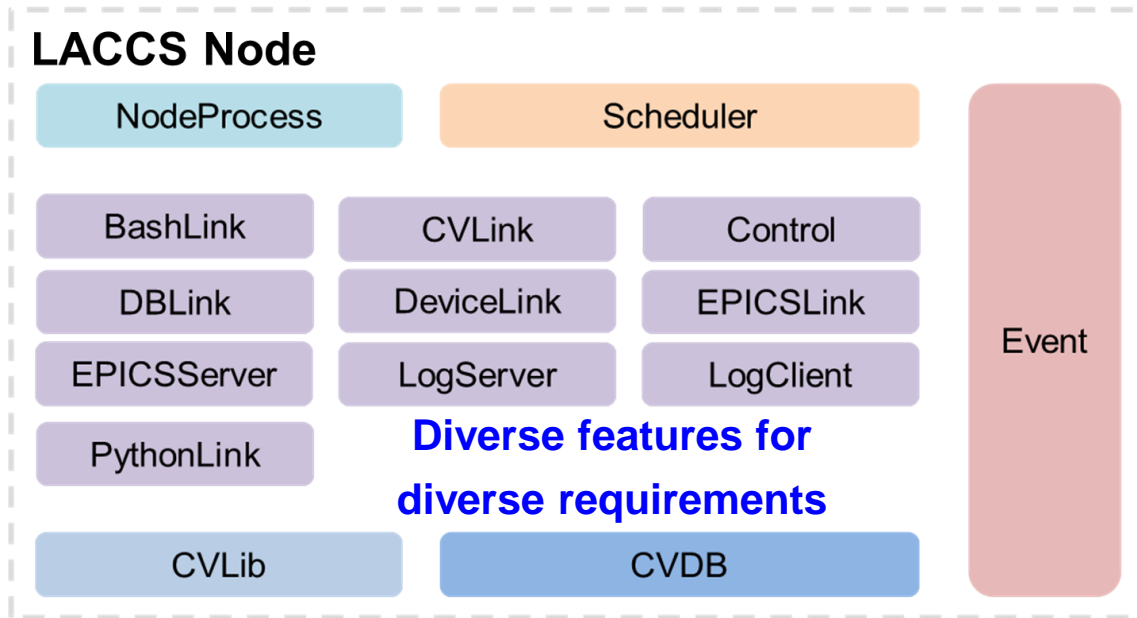 LACCS Node
NodeProcess
Scheduler
BashLink
CVLink
Control
DBLink
DeviceLink
EPICSLink
EPICSServer
LogServer
LogClient
PythonLink
Diverse features for
diverse requirements
CVLib
CVDB
Event